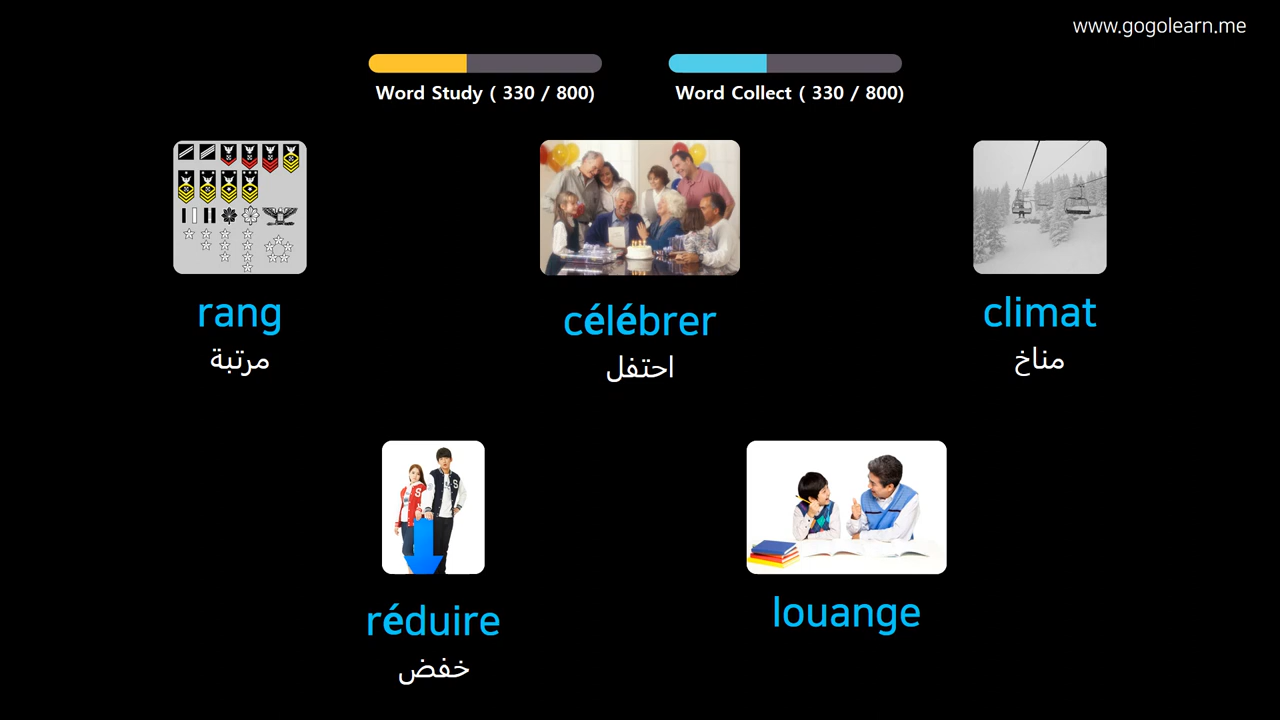 www.gogolearn.me
Word Study ( 330 / 800)
Word Collect ( 330 / 800)
rang
مرتبة
célébrer
احتفل
climat
مناخ
réduire
خفض
louange